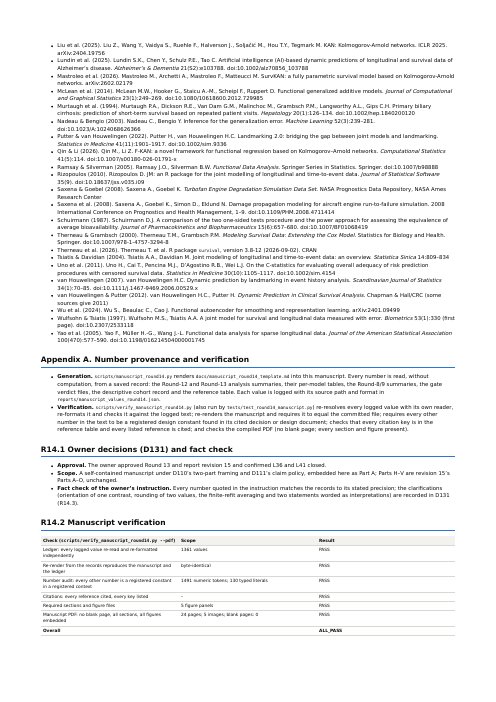 • Liu et al. (2025). Liu Z., Wang Y., Vaidya S., Ruehle F., Halverson J., Soljačić M., Hou T.Y., Tegmark M. KAN: Kolmogorov-Arnold networks. ICLR 2025.
arXiv:2404.19756
• Lundin et al. (2025). Lundin S.K., Chen Y., Schulz P.E., Tao C. Artificial intelligence (AI)-based dynamic predictions of longitudinal and survival data of
Alzheimer's disease. Alzheimer's & Dementia 21(S2):e103788. doi:10.1002/alz70856_103788
• Mastroleo et al. (2026). Mastroleo M., Archetti A., Mastroleo F., Matteucci M. SurvKAN: a fully parametric survival model based on Kolmogorov-Arnold
networks. arXiv:2602.02179
• McLean et al. (2014). McLean M.W., Hooker G., Staicu A.-M., Scheipl F., Ruppert D. Functional generalized additive models. Journal of Computational
and Graphical Statistics 23(1):249–269. doi:10.1080/10618600.2012.729985
• Murtaugh et al. (1994). Murtaugh P.A., Dickson E.R., Van Dam G.M., Malinchoc M., Grambsch P.M., Langworthy A.L., Gips C.H. Primary biliary
cirrhosis: prediction of short-term survival based on repeated patient visits. Hepatology 20(1):126–134. doi:10.1002/hep.1840200120
• Nadeau & Bengio (2003). Nadeau C., Bengio Y. Inference for the generalization error. Machine Learning 52(3):239–281.
doi:10.1023/A:1024068626366
• Putter & van Houwelingen (2022). Putter H., van Houwelingen H.C. Landmarking 2.0: bridging the gap between joint models and landmarking.
Statistics in Medicine 41(11):1901–1917. doi:10.1002/sim.9336
• Qin & Li (2026). Qin M., Li Z. F-KAN: a novel framework for functional regression based on Kolmogorov–Arnold networks. Computational Statistics
41(5):114. doi:10.1007/s00180-026-01791-x
• Ramsay & Silverman (2005). Ramsay J.O., Silverman B.W. Functional Data Analysis. Springer Series in Statistics. Springer. doi:10.1007/b98888
• Rizopoulos (2010). Rizopoulos D. JM: an R package for the joint modelling of longitudinal and time-to-event data. Journal of Statistical Software
35(9). doi:10.18637/jss.v035.i09
• Saxena & Goebel (2008). Saxena A., Goebel K. Turbofan Engine Degradation Simulation Data Set. NASA Prognostics Data Repository, NASA Ames
Research Center
• Saxena et al. (2008). Saxena A., Goebel K., Simon D., Eklund N. Damage propagation modeling for aircraft engine run-to-failure simulation. 2008
International Conference on Prognostics and Health Management, 1–9. doi:10.1109/PHM.2008.4711414
• Schuirmann (1987). Schuirmann D.J. A comparison of the two one-sided tests procedure and the power approach for assessing the equivalence of
average bioavailability. Journal of Pharmacokinetics and Biopharmaceutics 15(6):657–680. doi:10.1007/BF01068419
• Therneau & Grambsch (2000). Therneau T.M., Grambsch P.M. Modeling Survival Data: Extending the Cox Model. Statistics for Biology and Health.
Springer. doi:10.1007/978-1-4757-3294-8
• Therneau et al. (2026). Therneau T. et al. R package survival, version 3.8-12 (2026-09-02). CRAN
• Tsiatis & Davidian (2004). Tsiatis A.A., Davidian M. Joint modeling of longitudinal and time-to-event data: an overview. Statistica Sinica 14:809–834
• Uno et al. (2011). Uno H., Cai T., Pencina M.J., D'Agostino R.B., Wei L.J. On the C-statistics for evaluating overall adequacy of risk prediction
procedures with censored survival data. Statistics in Medicine 30(10):1105–1117. doi:10.1002/sim.4154
• van Houwelingen (2007). van Houwelingen H.C. Dynamic prediction by landmarking in event history analysis. Scandinavian Journal of Statistics
34(1):70–85. doi:10.1111/j.1467-9469.2006.00529.x
• van Houwelingen & Putter (2012). van Houwelingen H.C., Putter H. Dynamic Prediction in Clinical Survival Analysis. Chapman & Hall/CRC (some
sources give 2011)
• Wu et al. (2024). Wu S., Beaulac C., Cao J. Functional autoencoder for smoothing and representation learning. arXiv:2401.09499
• Wulfsohn & Tsiatis (1997). Wulfsohn M.S., Tsiatis A.A. A joint model for survival and longitudinal data measured with error. Biometrics 53(1):330 (first
page). doi:10.2307/2533118
• Yao et al. (2005). Yao F., Müller H.-G., Wang J.-L. Functional data analysis for sparse longitudinal data. Journal of the American Statistical Association
100(470):577–590. doi:10.1198/016214504000001745
Appendix A. Number provenance and verification
• Generation. scripts/manuscript_round14.py renders docs/manuscript_round14_template.md into this manuscript. Every number is read, without
computation, from a saved record: the Round-12 and Round-13 analysis summaries, their per-model tables, the Round-8/9 summaries, the
gate verdict files, the descriptive cohort record and the reference table. Each value is logged with its source path and format in
reports/manuscript_values_round14.json.
• Verification. scripts/verify_manuscript_round14.py (also run by tests/test_round14_manuscript.py) re-resolves every logged value with its own reader,
re-formats it and checks it against the logged text; re-renders the manuscript and requires it to equal the committed file; requires every other
number in the text to be a registered constant found in its cited decision or design document; checks that every citation key is in the
reference table and every listed reference is cited; and checks the compiled PDF (no blank page; every section and figure present).
R14.1 Owner decisions (D131) and fact check
• Approval. The owner approved Round 13 and report revision 15 and confirmed L36 and L41 closed.
• Scope. A self-contained manuscript under D110's two-part framing and D111's claim policy, embedded here as Part A; Parts H–V are revision 15's
Parts A–O, unchanged.
• Fact check of the owner's instruction. Every number quoted in the instruction matches the records to its stated precision; the clarifications
(orientation of one contrast, rounding of two values, the finite-refit averaging and two statements worded as interpretations) are recorded in D131
(R14.3).
R14.2 Manuscript verification
Check (scripts/verify_manuscript_round14.py --pdf) Scope Result
Ledger: every logged value re-read and re-formatted
independently 1361 values PASS
Re-render from the records reproduces the manuscript and
the ledger byte-identical PASS
Number audit: every other number is a registered constant
in a registered context 1491 numeric tokens; 130 typed literals PASS
Citations: every reference cited, every key listed – PASS
Required sections and figure files 5 figure panels PASS
Manuscript PDF: no blank page, all sections, all figures
embedded 24 pages; 5 images; blank pages: 0 PASS
Overall ALL_PASS